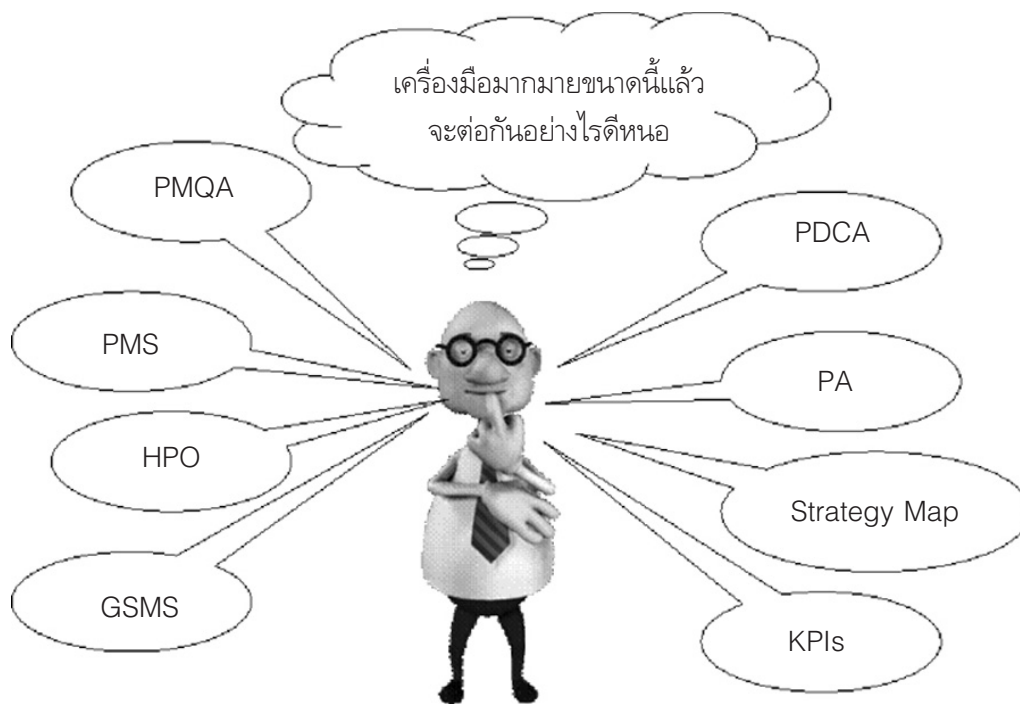 เครื่องมือมากมายขนาดนี้แล้ว
จะต่อกันอย่างไรดีหนอ
PMQA
PDCA
PMS
PA
HPO
Strategy Map
GSMS
KPIs